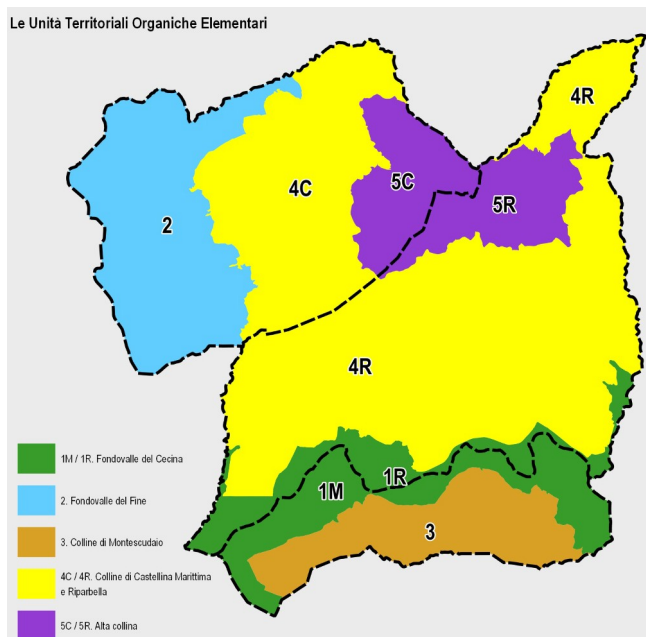 Le Unità Territoriali Organiche Elementari
4R
4C
5C
5R
2
4R
1R
1M
3
1M / 1R. Fondovalle del Cecina
2. Fondovalle del Fine
3. Colline di Montescudaio
4C / 4R. Colline di Castellina Marittima
e Riparbella
5C / 5R. Alta collina